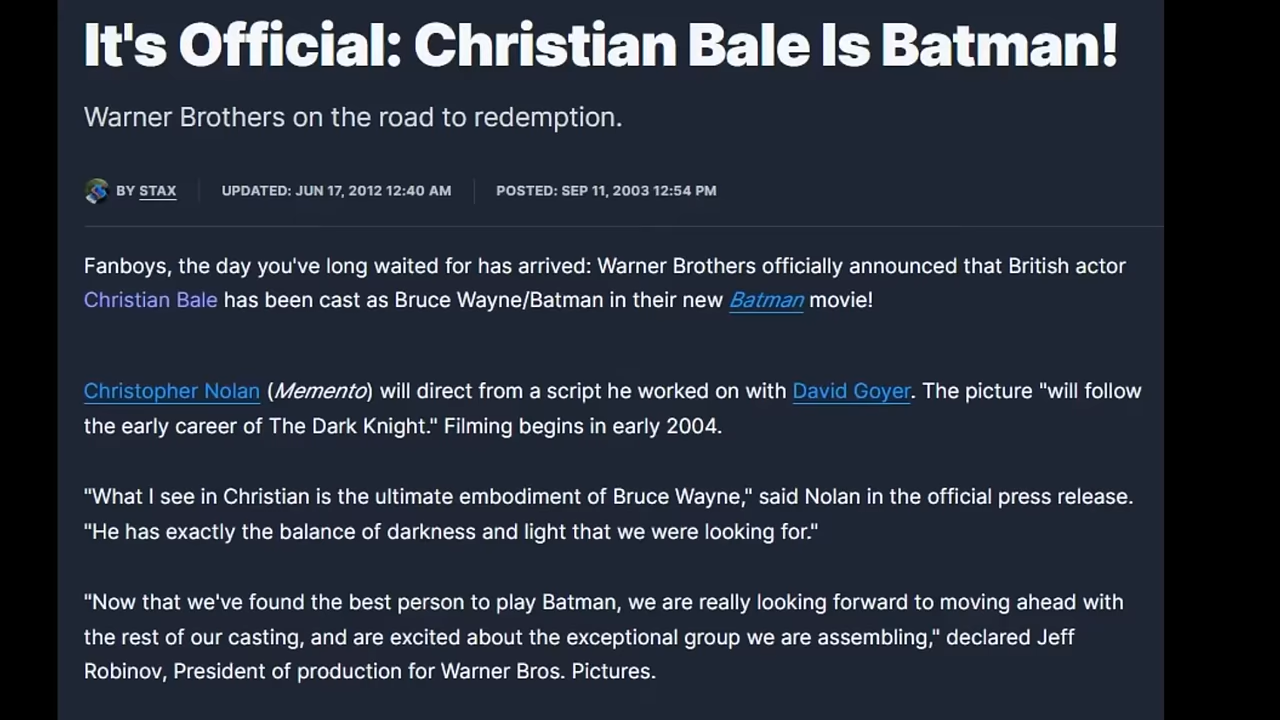 It's Official: Christian Bale Is Batman!
Warner Brothers on the road to redemption.
BY STAX UPDATED: JUN 17, 2012 12:40 AM POSTED: SEP 11, 2003 12:54 PM
Fanboys, the day you've long waited for has arrived: Warner Brothers officially announced that British actor
Christian Bale has been cast as Bruce Wayne/Batman in their new Batman movie!
Christopher Nolan (Memento) will direct from a script he worked on with David Goyer. The picture "will follow
the early career of The Dark Knight." Filming begins in early 2004.
"What I see in Christian is the ultimate embodiment of Bruce Wayne," said Nolan in the official press release.
"He has exactly the balance of darkness and light that we were looking for."
"Now that we've found the best person to play Batman, we are really looking forward to moving ahead with
the rest of our casting, and are excited about the exceptional group we are assembling," declared Jeff
Robinov, President of production for Warner Bros. Pictures.